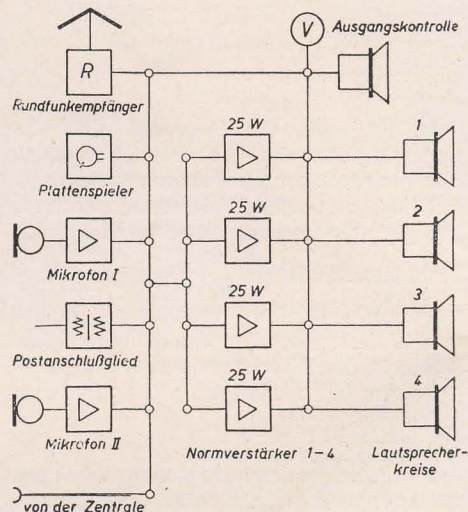 V
Ausgangskontrolle
R
Rundfunkempfänger
25 W
1
Plattenspieler
25 W
2
Mikrofon I
25 W
3
Postanschlußglied
25 W
4
Mikrofon II
Normverstärker 1-4
Lautsprecher-
kreise
von der Zentrale